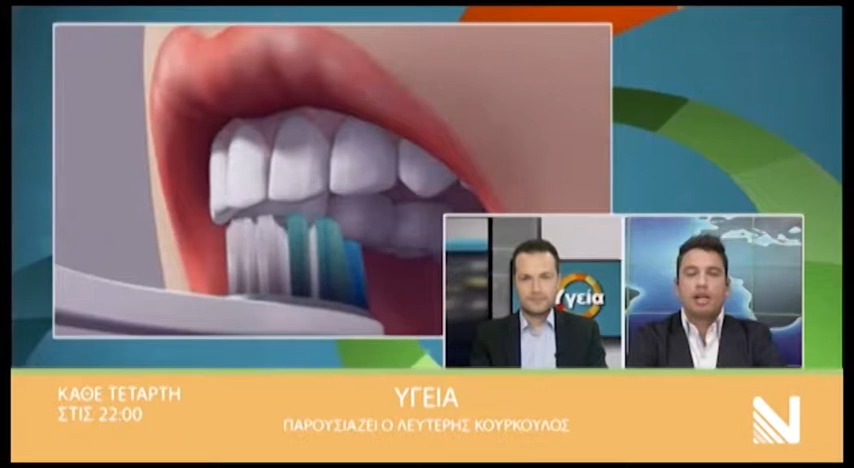 Υγεία
ΚΑΘΕ ΤΕΤΑΡΤΗ
ΣΤΙΣ 22:00
ΥΓΕΙΑ
ΠΑΡΟΥΣΙΑΖΕΙ Ο ΛΕΥΤΕΡΗΣ ΚΟΥΡΚΟΥΛΟΣ
N